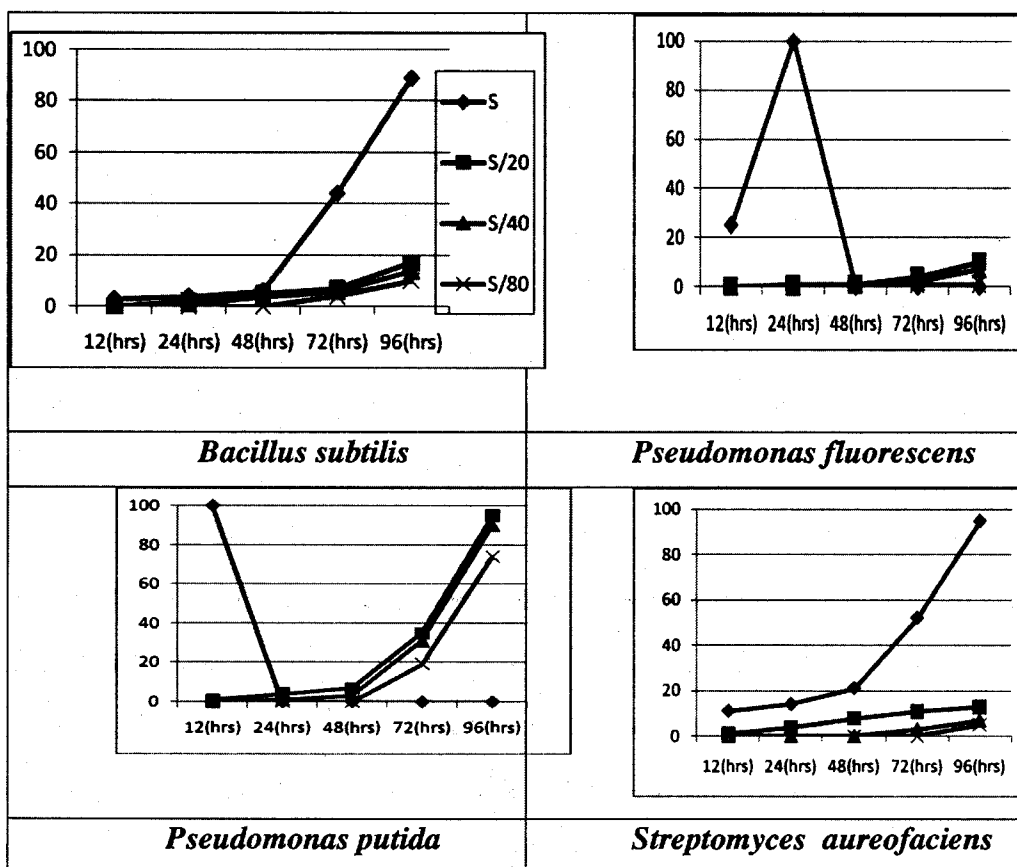 100
80
60
40
20
0
12(hrs) 24(hrs) 48(hrs) 72(hrs) 96(hrs)
S
S/20
S/40
S/80
100
80
60
40
20
0
12(hrs) 24(hrs) 48(hrs) 72(hrs) 96(hrs)
Bacillus subtilis
Pseudomonas fluorescens
100
80
60
40
20
0
12(hrs) 24(hrs) 48(hrs) 72(hrs) 96(hrs)
100
80
60
40
20
0
12(hrs) 24(hrs) 48(hrs) 72(hrs) 96(hrs)
Pseudomonas putida
Streptomyces aureofaciens